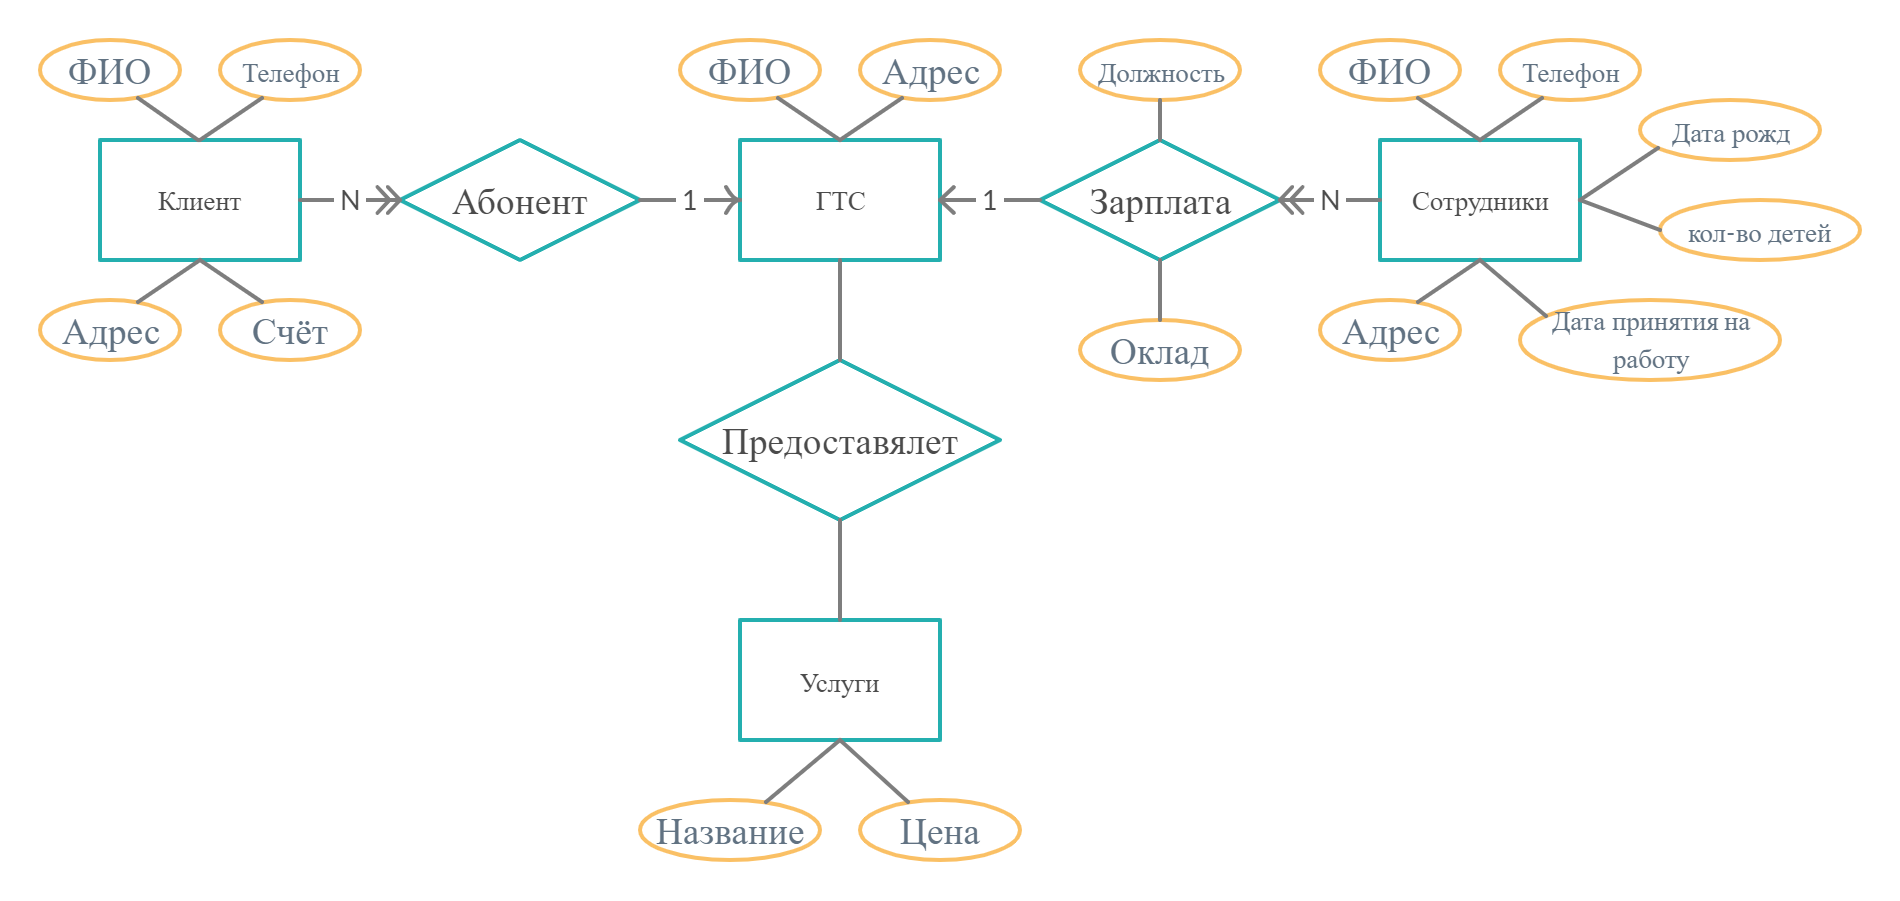 ФИО
Телефон
ФИО
Адрес
Должность
ФИО
Телефон
Дата рожд
Клиент
N
Абонент
1
ГТС
1
Зарплата
N
Сотрудники
кол-во детей
Адрес
Счёт
Оклад
Адрес
Дата принятия на
работу
Предоставялет
Услуги
Название
Цена